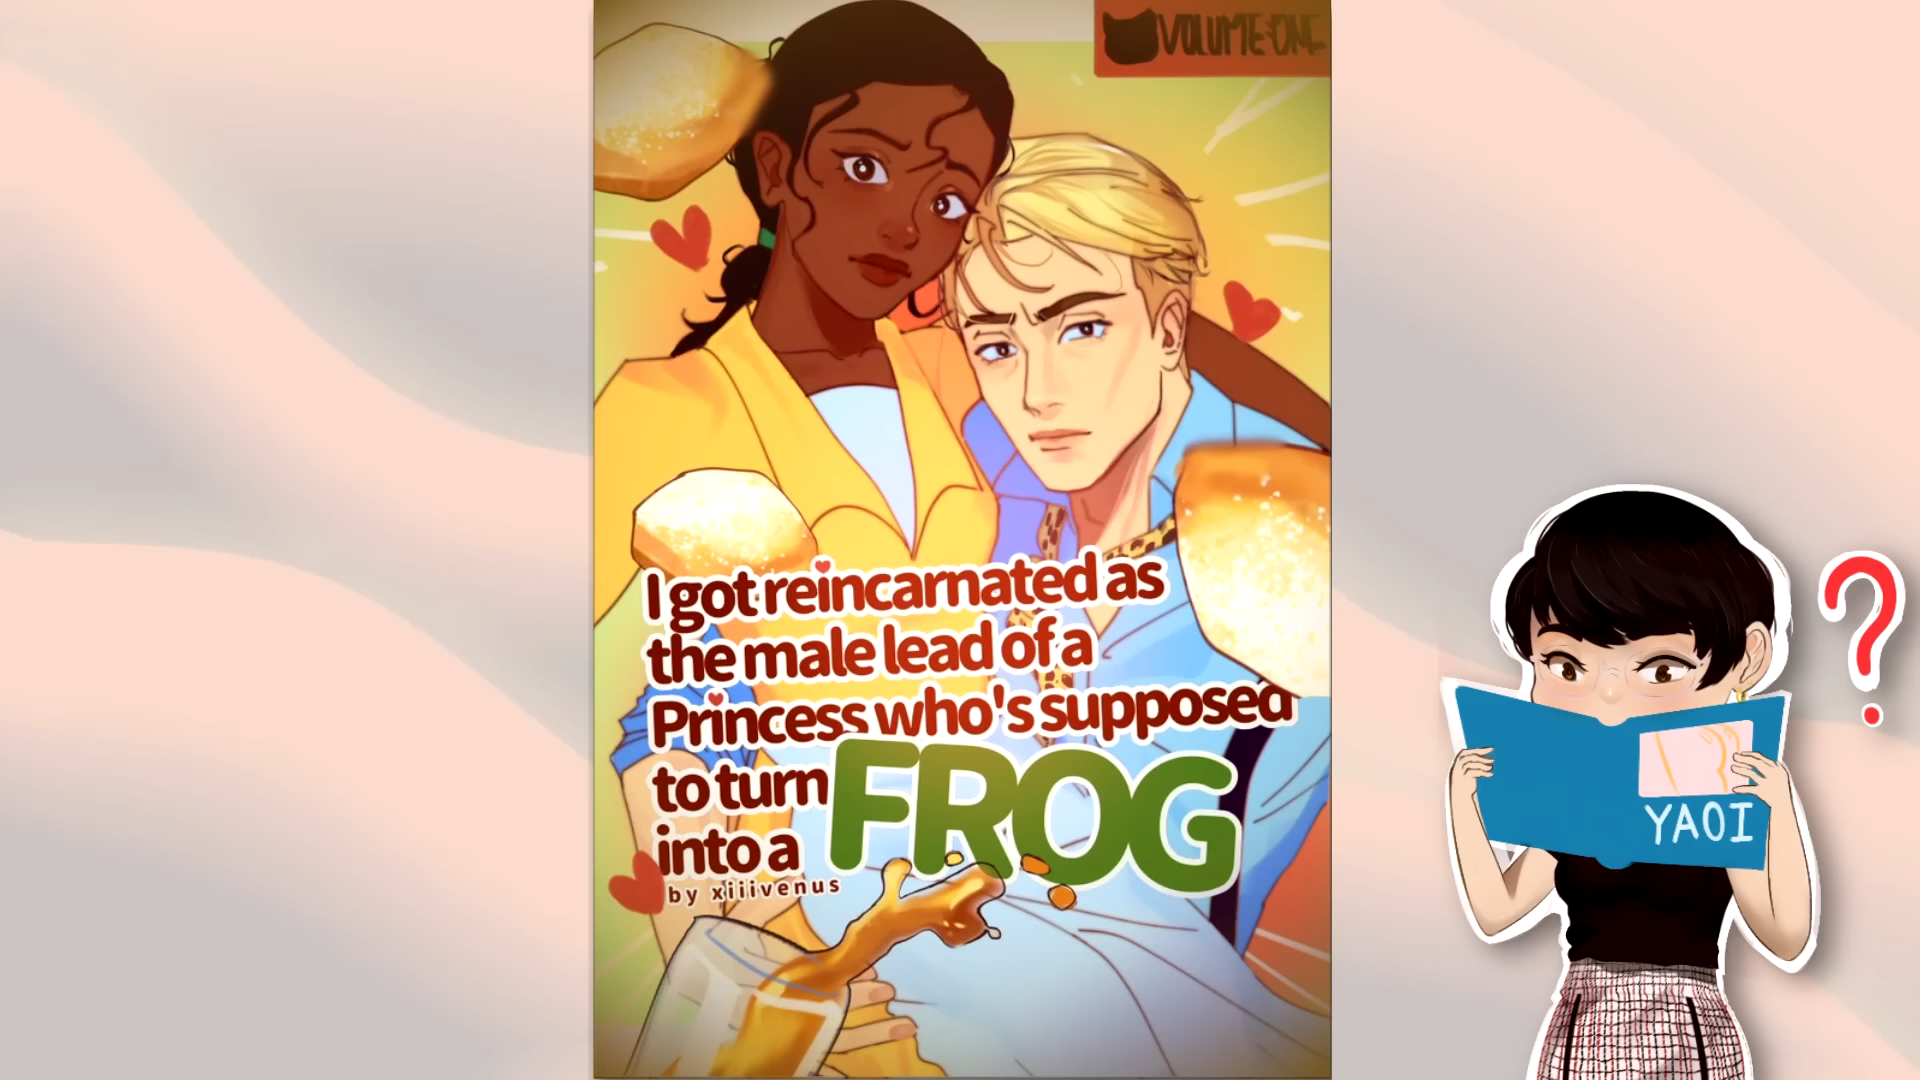 VOLUME ONE
I got reincarnated as
the male lead of a
Princess who's supposed
to turn FROG
into a
by xiiivenus
YAOI
?